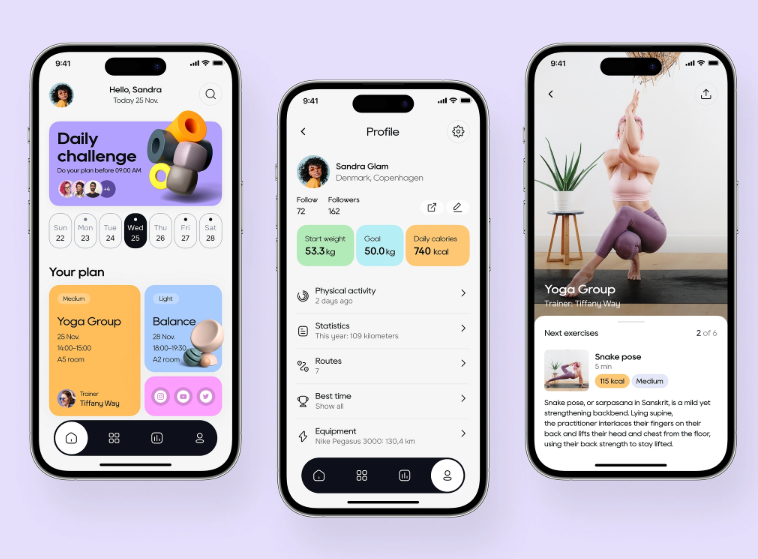 9:41
Hello, Sandra
Today 25 Nov.
Daily
challenge
Do your plan before 09:00 AM
+4
Sun Mon Tue Wed Thu Fri Sat
22 23 24 25 26 27 28
Your plan
Medium
Yoga Group
25 Nov.
14:00-15:00
A5 room
Trainer
Tiffany Way
Light
Balance
28 Nov.
18:00-19:30
A2 room
9:41
Profile
Sandra Glam
Denmark, Copenhagen
Follow Followers
72 162
Start weight
53.3 kg
Goal
50.0 kg
Daily calories
740 kcal
Physical activity
2 days ago
Statistics
This year: 109 kilometers
Routes
7
Best time
Show all
Equipment
Nike Pegasus 3000: 130,4 km
9:41
Yoga Group
Trainer: Tiffany Way
Next exercises 2 of 6
Snake pose
5 min
115 kcal Medium
Snake pose, or sarpasana in Sanskrit, is a mild yet
strengthening backbend. Lying supine,
the practitioner interlaces their fingers on their
back and lifts their head and chest from the floor,
using their back strength to stay lifted.